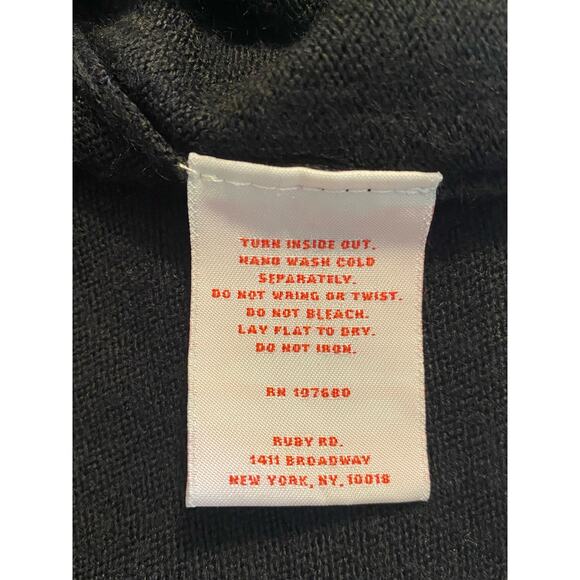 TURN INSIDE OUT.
HAND WASH COLD
SEPARATELY.
DO NOT WRING OR TWIST.
DO NOT BLEACH.
LAY FLAT TO DRY.
DO NOT IRON.
RN 107680
RUBY RD.
1411 BROADWAY
NEW YORK, NY, 10018